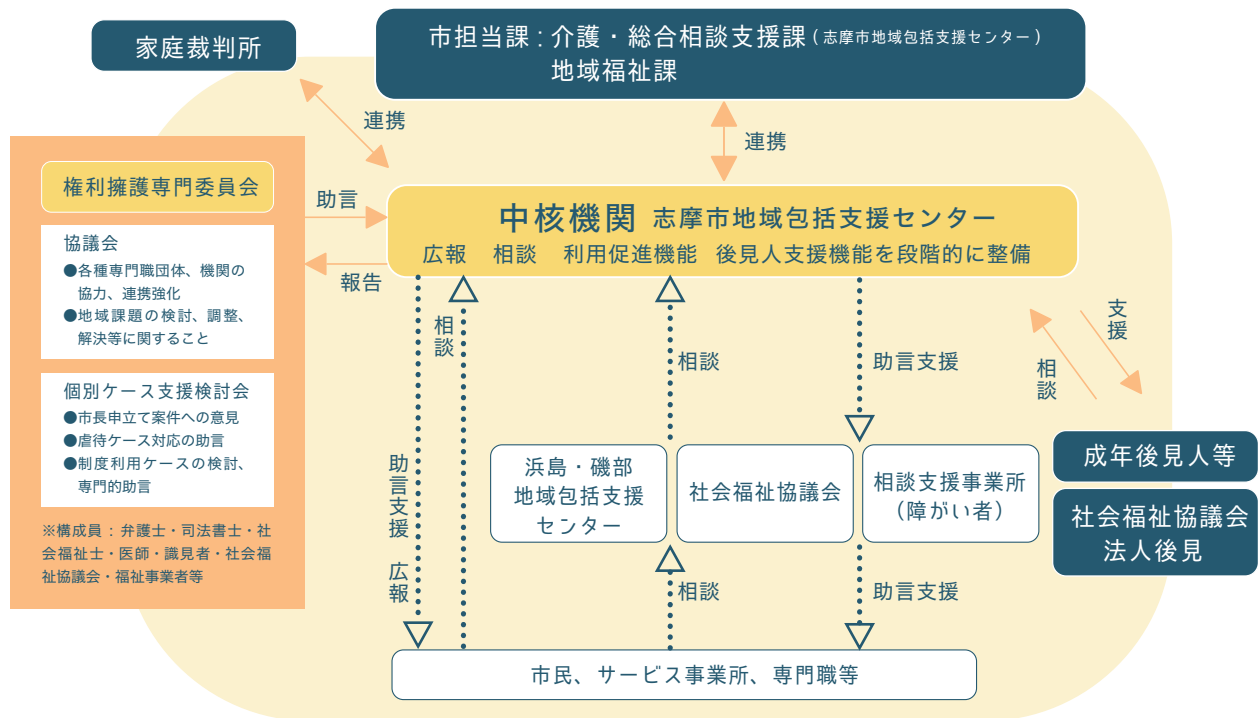 家庭裁判所
市担当課：介護・総合相談支援課（志摩市地域包括支援センター）
地域福祉課
連携
連携
権利擁護専門委員会
協議会
●各種専門職団体、機関の
協力、連携強化
●地域課題の検討、調整、
解決等に関すること
個別ケース支援検討会
●市長申立て案件への意見
●虐待ケース対応の助言
●制度利用ケースの検討、
専門的助言
※構成員：弁護士・司法書士・社
会福祉士・医師・識見者・社会福
祉協議会・福祉事業者等
助言
報告
中核機関 志摩市地域包括支援センター
広報 相談 利用促進機能 後見人支援機能を段階的に整備
相談
相談
助言支援
支援
相談
助言支援 広報
浜島・磯部
地域包括支援
センター
社会福祉協議会
相談支援事業所
（障がい者）
成年後見人等
社会福祉協議会
法人後見
相談
助言支援
市民、サービス事業所、専門職等